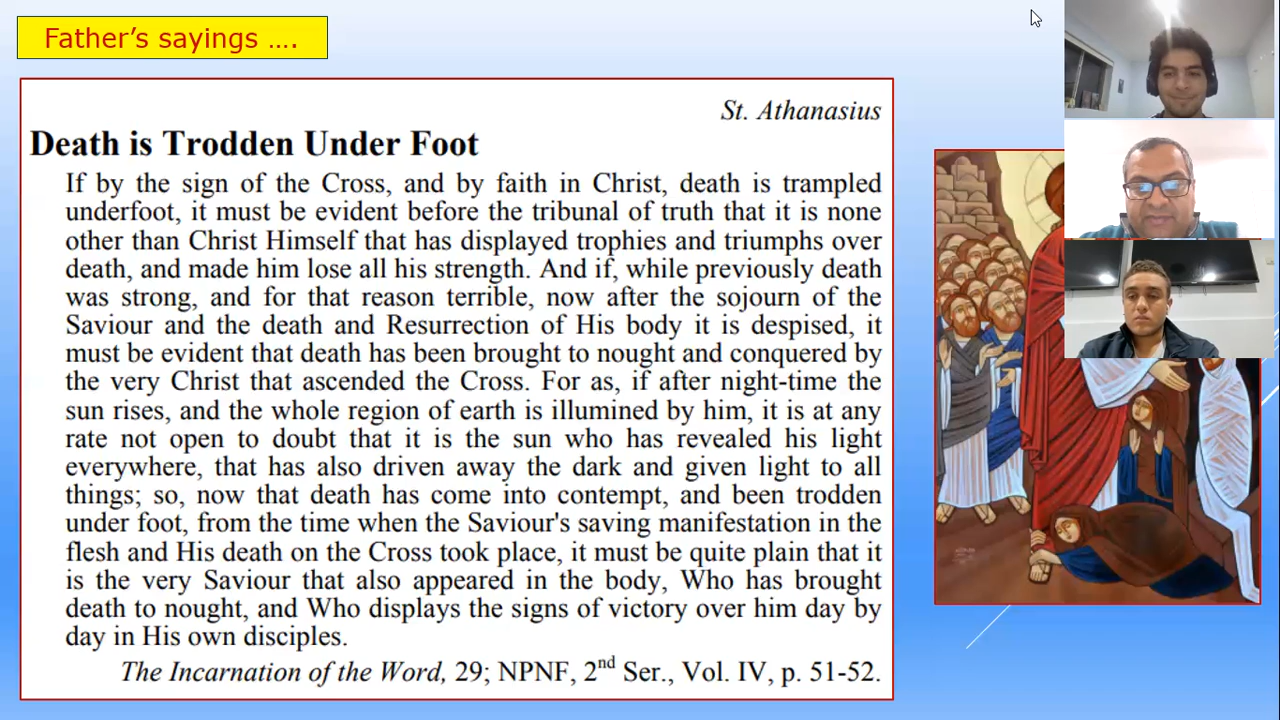 Father’s sayings ….
St. Athanasius
Death is Trodden Under Foot
If by the sign of the Cross, and by faith in Christ, death is trampled
underfoot, it must be evident before the tribunal of truth that it is none
other than Christ Himself that has displayed trophies and triumphs over
death, and made him lose all his strength. And if, while previously death
was strong, and for that reason terrible, now after the sojourn of the
Saviour and the death and Resurrection of His body it is despised, it
must be evident that death has been brought to nought and conquered by
the very Christ that ascended the Cross. For as, if after night-time the
sun rises, and the whole region of earth is illumined by him, it is at any
rate not open to doubt that it is the sun who has revealed his light
everywhere, that has also driven away the dark and given light to all
things; so, now that death has come into contempt, and been trodden
under foot, from the time when the Saviour's saving manifestation in the
flesh and His death on the Cross took place, it must be quite plain that it
is the very Saviour that also appeared in the body, Who has brought
death to nought, and Who displays the signs of victory over him day by
day in His own disciples.
The Incarnation of the Word, 29; NPNF, 2nd Ser., Vol. IV, p. 51-52.